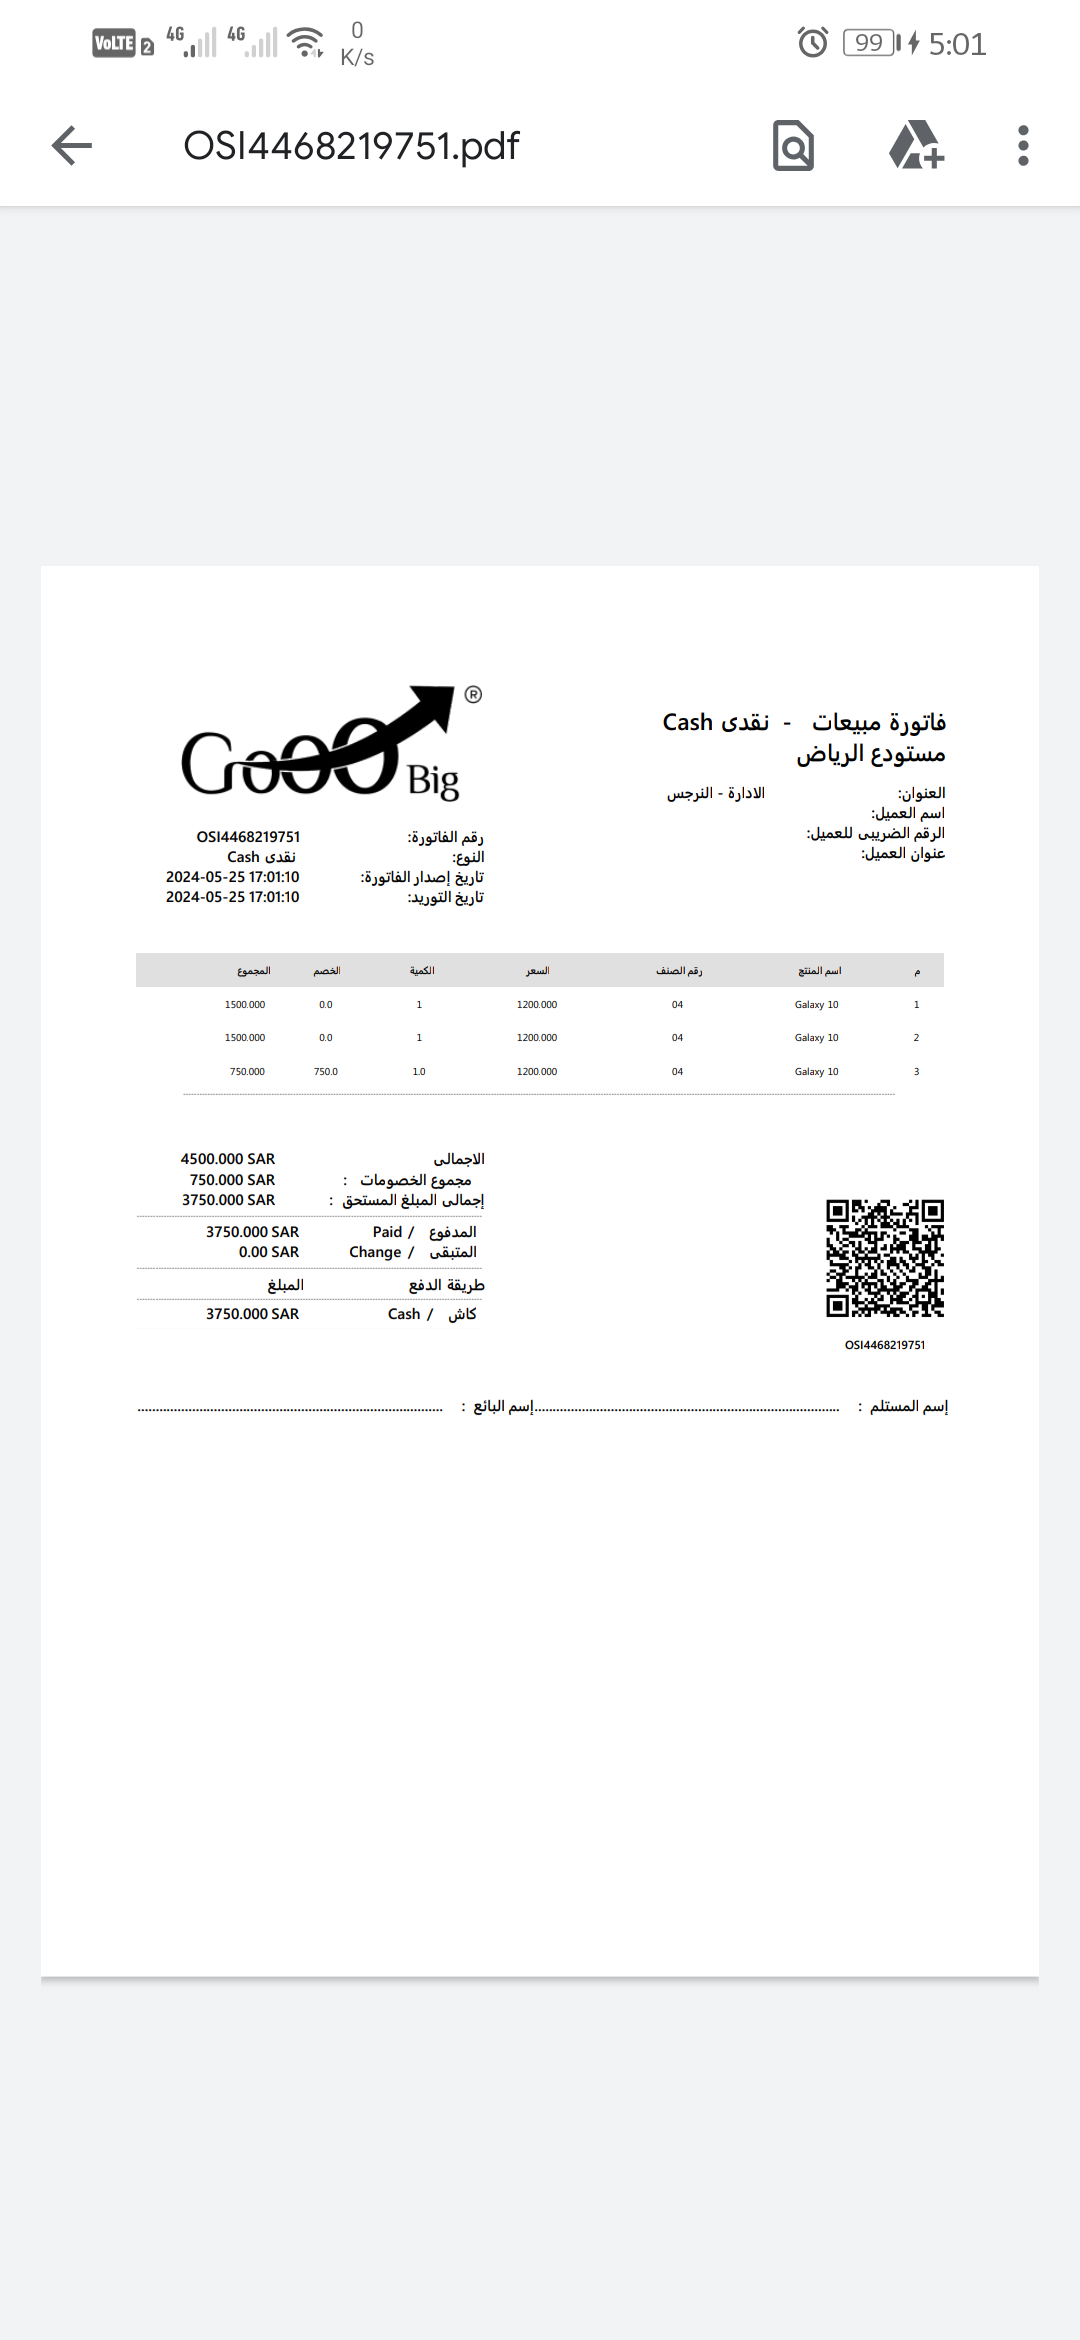 VoLTE 2 4G 4G 0 K/s 99 5:01
OSI4468219751.pdf
GoOO Big ®
فاتورة مبيعات - نقدى Cash
مستودع الرياض
العنوان: الادارة - النرجس
اسم العميل:
الرقم الضريبى للعميل:
عنوان العميل:
رقم الفاتورة: OSI4468219751
النوع: نقدى Cash
تاريخ إصدار الفاتورة: 2024-05-25 17:01:10
تاريخ التوريد: 2024-05-25 17:01:10
م اسم المنتج رقم الصنف السعر الكمية الخصم المجموع
1 Galaxy 10 04 1200.000 1 0.0 1500.000
2 Galaxy 10 04 1200.000 1 0.0 1500.000
3 Galaxy 10 04 1200.000 1.0 750.0 750.000
الاجمالى 4500.000 SAR
مجموع الخصومات : 750.000 SAR
إجمالى المبلغ المستحق : 3750.000 SAR
المدفوع / Paid 3750.000 SAR
المتبقى / Change 0.00 SAR
طريقة الدفع المبلغ
كاش / Cash 3750.000 SAR
OSI4468219751
إسم المستلم : ..................................................................................إسم البائع : ..................................................................................